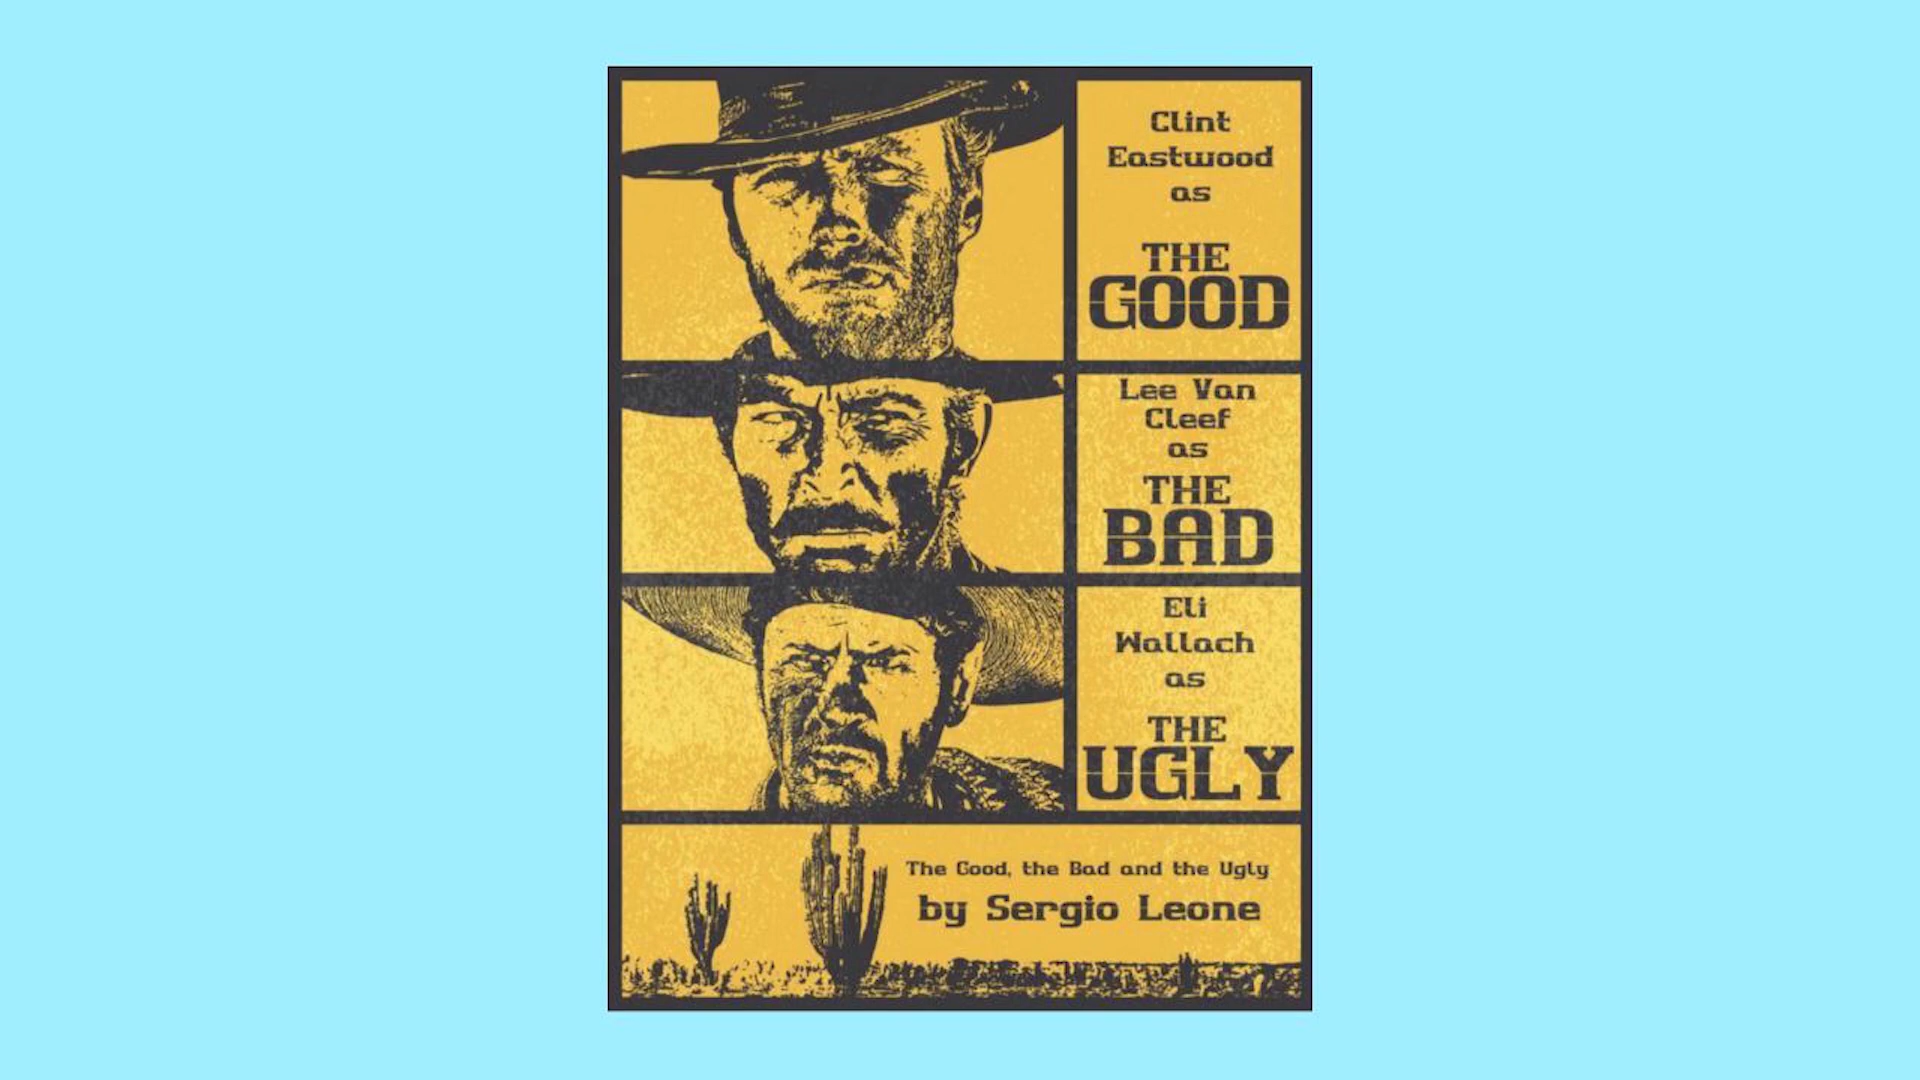 Clint
Eastwood
as
THE
GOOD
Lee Van
Cleef
as
THE
BAD
Eli
Wallach
as
THE
UGLY
The Good, the Bad and the Ugly
by Sergio Leone